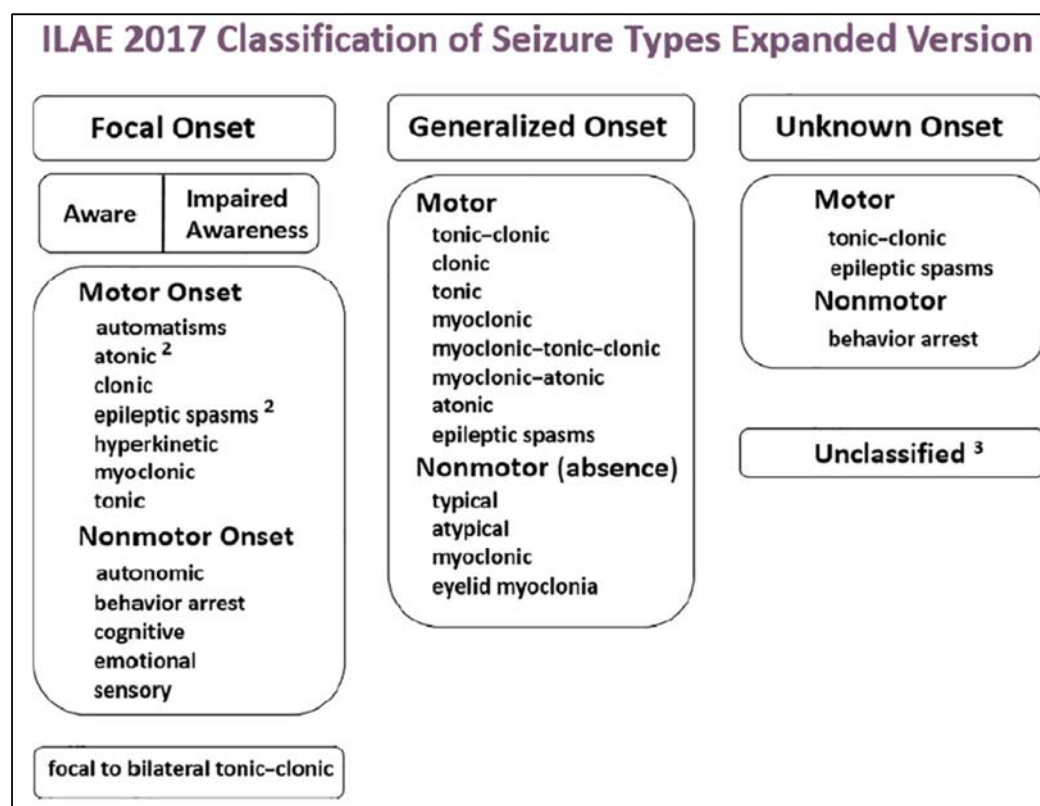 ILAE 2017 Classification of Seizure Types Expanded Version
Focal Onset
Aware
Impaired
Awareness
Motor Onset
automatisms
atonic ²
clonic
epileptic spasms ²
hyperkinetic
myoclonic
tonic
Nonmotor Onset
autonomic
behavior arrest
cognitive
emotional
sensory
focal to bilateral tonic–clonic
Generalized Onset
Motor
tonic–clonic
clonic
tonic
myoclonic
myoclonic–tonic–clonic
myoclonic–atonic
atonic
epileptic spasms
Nonmotor (absence)
typical
atypical
myoclonic
eyelid myoclonia
Unknown Onset
Motor
tonic–clonic
epileptic spasms
Nonmotor
behavior arrest
Unclassified ³